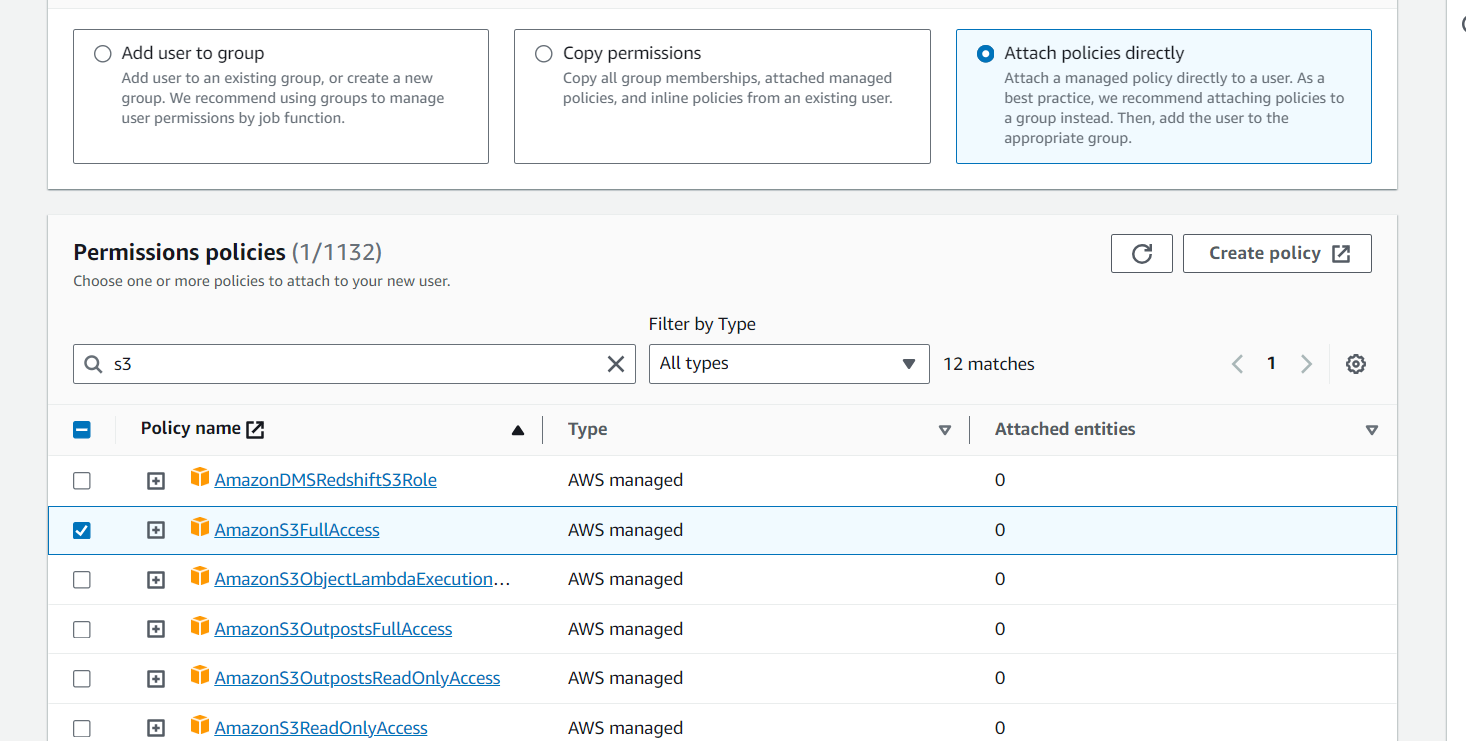 Add user to group
Add user to an existing group, or create a new
group. We recommend using groups to manage
user permissions by job function.
Copy permissions
Copy all group memberships, attached managed
policies, and inline policies from an existing user.
Attach policies directly
Attach a managed policy directly to a user. As a
best practice, we recommend attaching policies to
a group instead. Then, add the user to the
appropriate group.
Permissions policies (1/1132)
Choose one or more policies to attach to your new user.
Create policy
Filter by Type
s3
All types
12 matches
1
Policy name
Type
Attached entities
AmazonDMSRedshiftS3Role AWS managed 0
AmazonS3FullAccess AWS managed 0
AmazonS3ObjectLambdaExecution... AWS managed 0
AmazonS3OutpostsFullAccess AWS managed 0
AmazonS3OutpostsReadOnlyAccess AWS managed 0
AmazonS3ReadOnlyAccess AWS managed 0